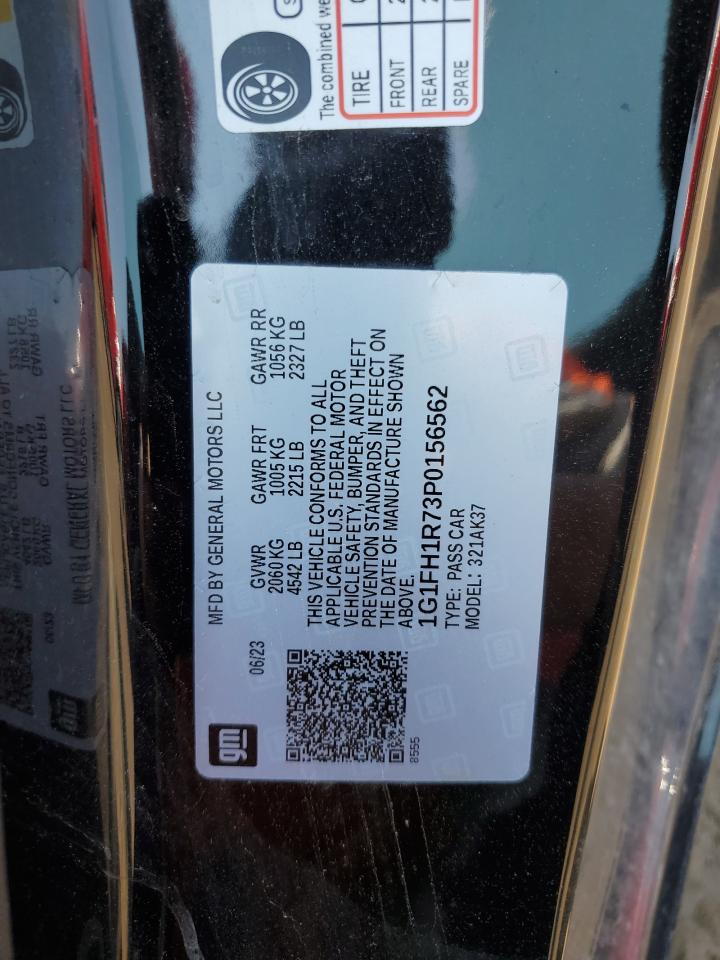 gm
MFD BY GENERAL MOTORS LLC
06/23
GVWR GAWR FRT GAWR RR
2060 KG 1005 KG 1056 KG
4542 LB 2215 LB 2327 LB
THIS VEHICLE CONFORMS TO ALL
APPLICABLE U.S. FEDERAL MOTOR
VEHICLE SAFETY, BUMPER, AND THEFT
PREVENTION STANDARDS IN EFFECT ON
THE DATE OF MANUFACTURE SHOWN
ABOVE.
1G1FH1R73P0156562
TYPE: PASS CAR
MODEL: 321AK37
8555
The combined we
TIRE
FRONT
REAR
SPARE